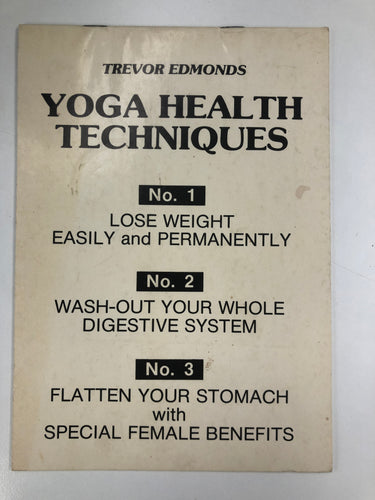 TREVOR EDMONDS
YOGA HEALTH
TECHNIQUES
No. 1
LOSE WEIGHT
EASILY and PERMANENTLY
No. 2
WASH-OUT YOUR WHOLE
DIGESTIVE SYSTEM
No. 3
FLATTEN YOUR STOMACH
with
SPECIAL FEMALE BENEFITS